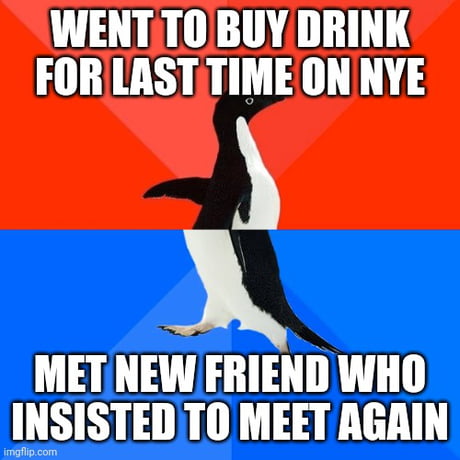 WENT TO BUY DRINK
FOR LAST TIME ON NYE
MET NEW FRIEND WHO
INSISTED TO MEET AGAIN
imgflip.com